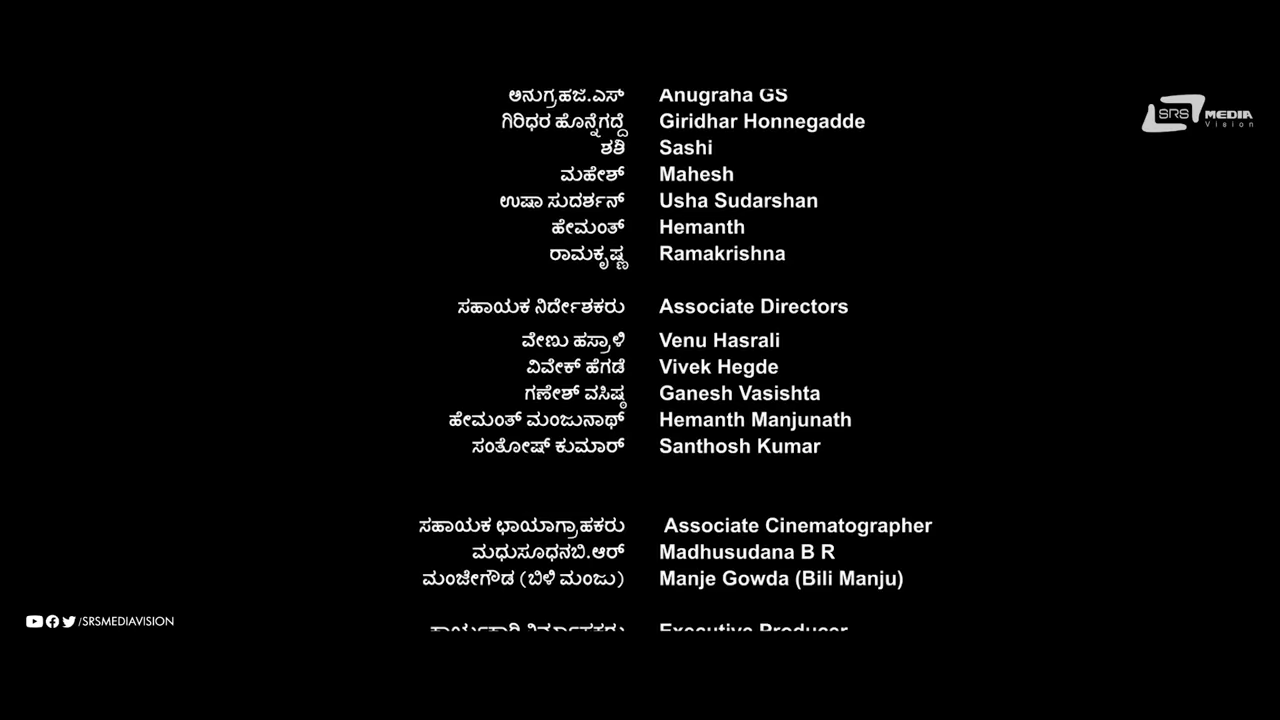 ಅನುಗ್ರಹಜಿ.ಎಸ್ Anugraha GS
ಗಿರಿಧರ ಹೊನ್ನೆಗದ್ದೆ Giridhar Honnegadde
ಶಶಿ Sashi
ಮಹೇಶ್ Mahesh
ಉಷಾ ಸುದರ್ಶನ್ Usha Sudarshan
ಹೇಮಂತ್ Hemanth
ರಾಮಕೃಷ್ಣ Ramakrishna
ಸಹಾಯಕ ನಿರ್ದೇಶಕರು Associate Directors
ವೇಣು ಹಸ್ರಾಳಿ Venu Hasrali
ವಿವೇಕ್ ಹೆಗಡೆ Vivek Hegde
ಗಣೇಶ್ ವಸಿಷ್ಠ Ganesh Vasishta
ಹೇಮಂತ್ ಮಂಜುನಾಥ್ Hemanth Manjunath
ಸಂತೋಷ್ ಕುಮಾರ್ Santhosh Kumar
ಸಹಾಯಕ ಛಾಯಾಗ್ರಾಹಕರು Associate Cinematographer
ಮಧುಸೂಧನಬಿ.ಆರ್ Madhusudana B R
ಮಂಜೇಗೌಡ (ಬಿಳಿ ಮಂಜು) Manje Gowda (Bili Manju)
Executive Producer
SRS MEDIA
Vision
/SRSMEDIAVISION